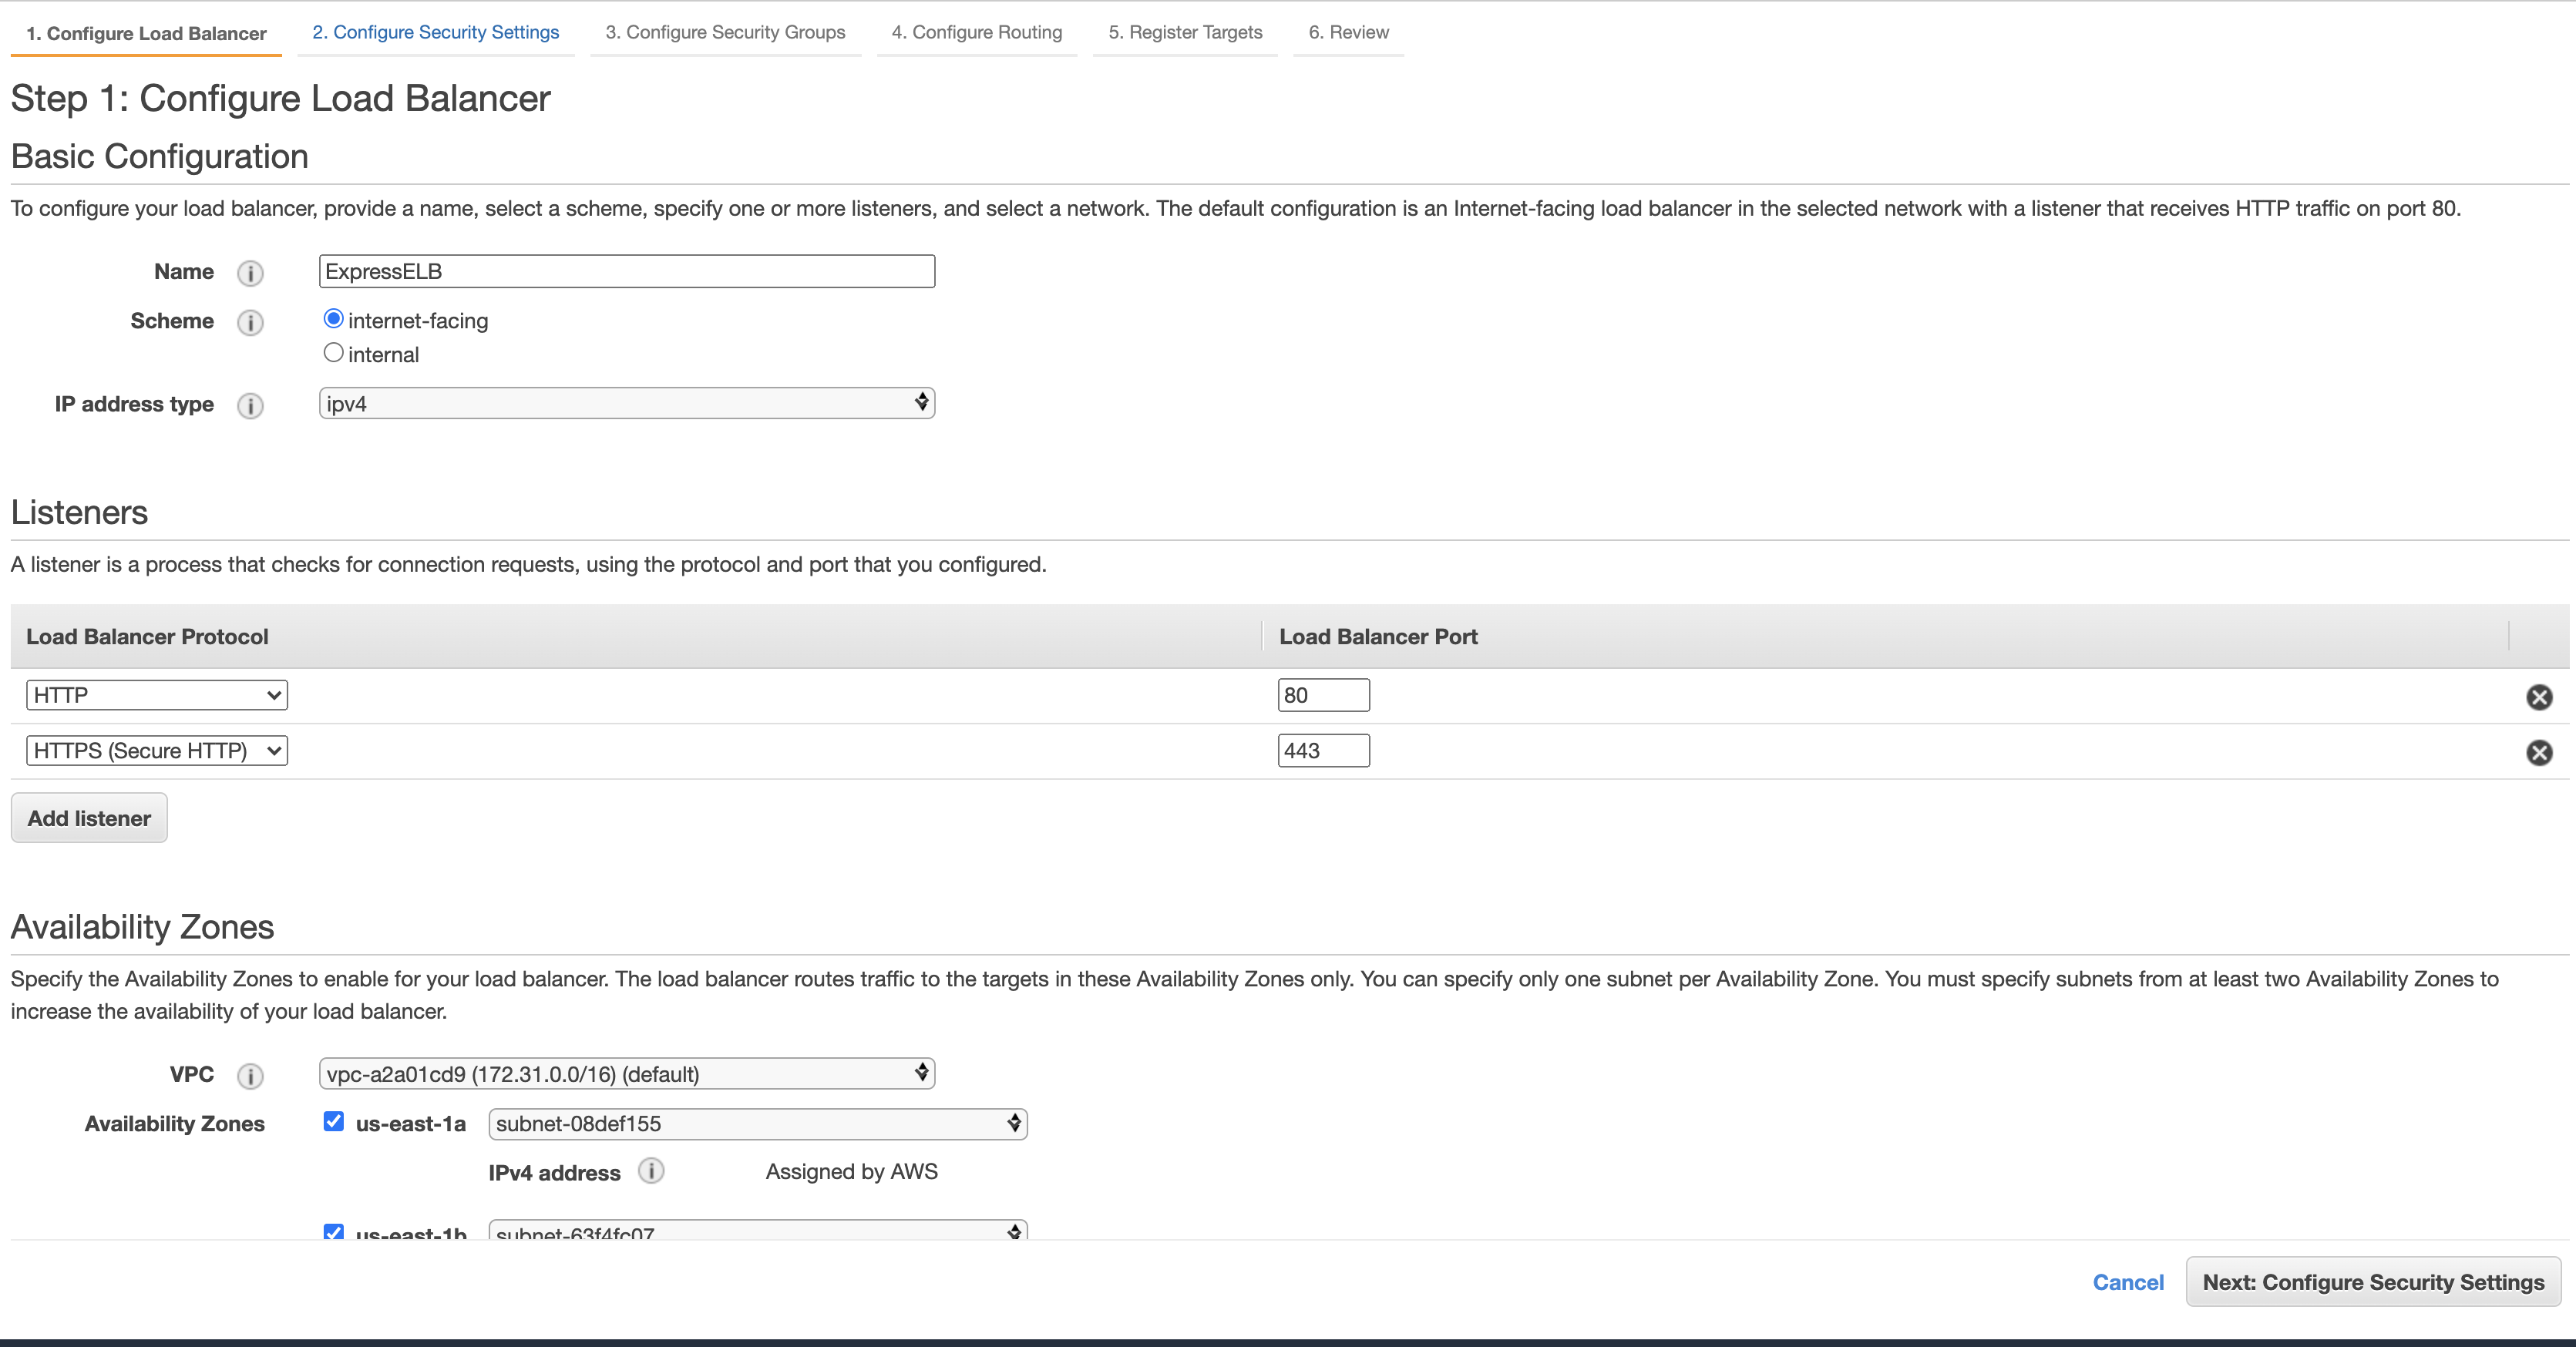 1. Configure Load Balancer 2. Configure Security Settings 3. Configure Security Groups 4. Configure Routing 5. Register Targets 6. Review
Step 1: Configure Load Balancer
Basic Configuration
To configure your load balancer, provide a name, select a scheme, specify one or more listeners, and select a network. The default configuration is an Internet-facing load balancer in the selected network with a listener that receives HTTP traffic on port 80.
Name i ExpressELB
Scheme i internet-facing
internal
IP address type i ipv4
Listeners
A listener is a process that checks for connection requests, using the protocol and port that you configured.
Load Balancer Protocol Load Balancer Port
HTTP 80
HTTPS (Secure HTTP) 443
Add listener
Availability Zones
Specify the Availability Zones to enable for your load balancer. The load balancer routes traffic to the targets in these Availability Zones only. You can specify only one subnet per Availability Zone. You must specify subnets from at least two Availability Zones to
increase the availability of your load balancer.
VPC i vpc-a2a01cd9 (172.31.0.0/16) (default)
Availability Zones us-east-1a subnet-08def155
IPv4 address i Assigned by AWS
us-east-1b subnet-63f4fc07
Cancel Next: Configure Security Settings